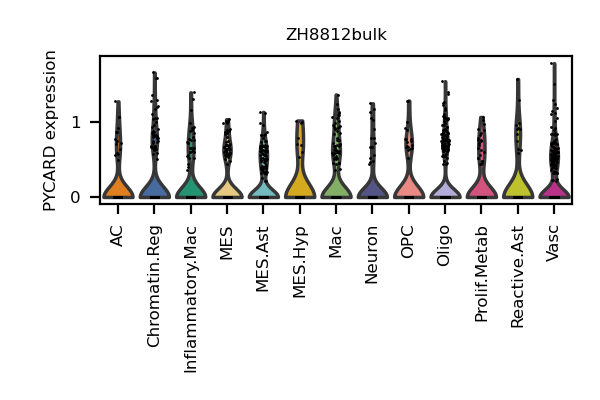 ZH8812bulk
PYCARD expression
1
0
AC
Chromatin.Reg
Inflammatory.Mac
MES
MES.Ast
MES.Hyp
Mac
Neuron
OPC
Oligo
Prolif.Metab
Reactive.Ast
Vasc